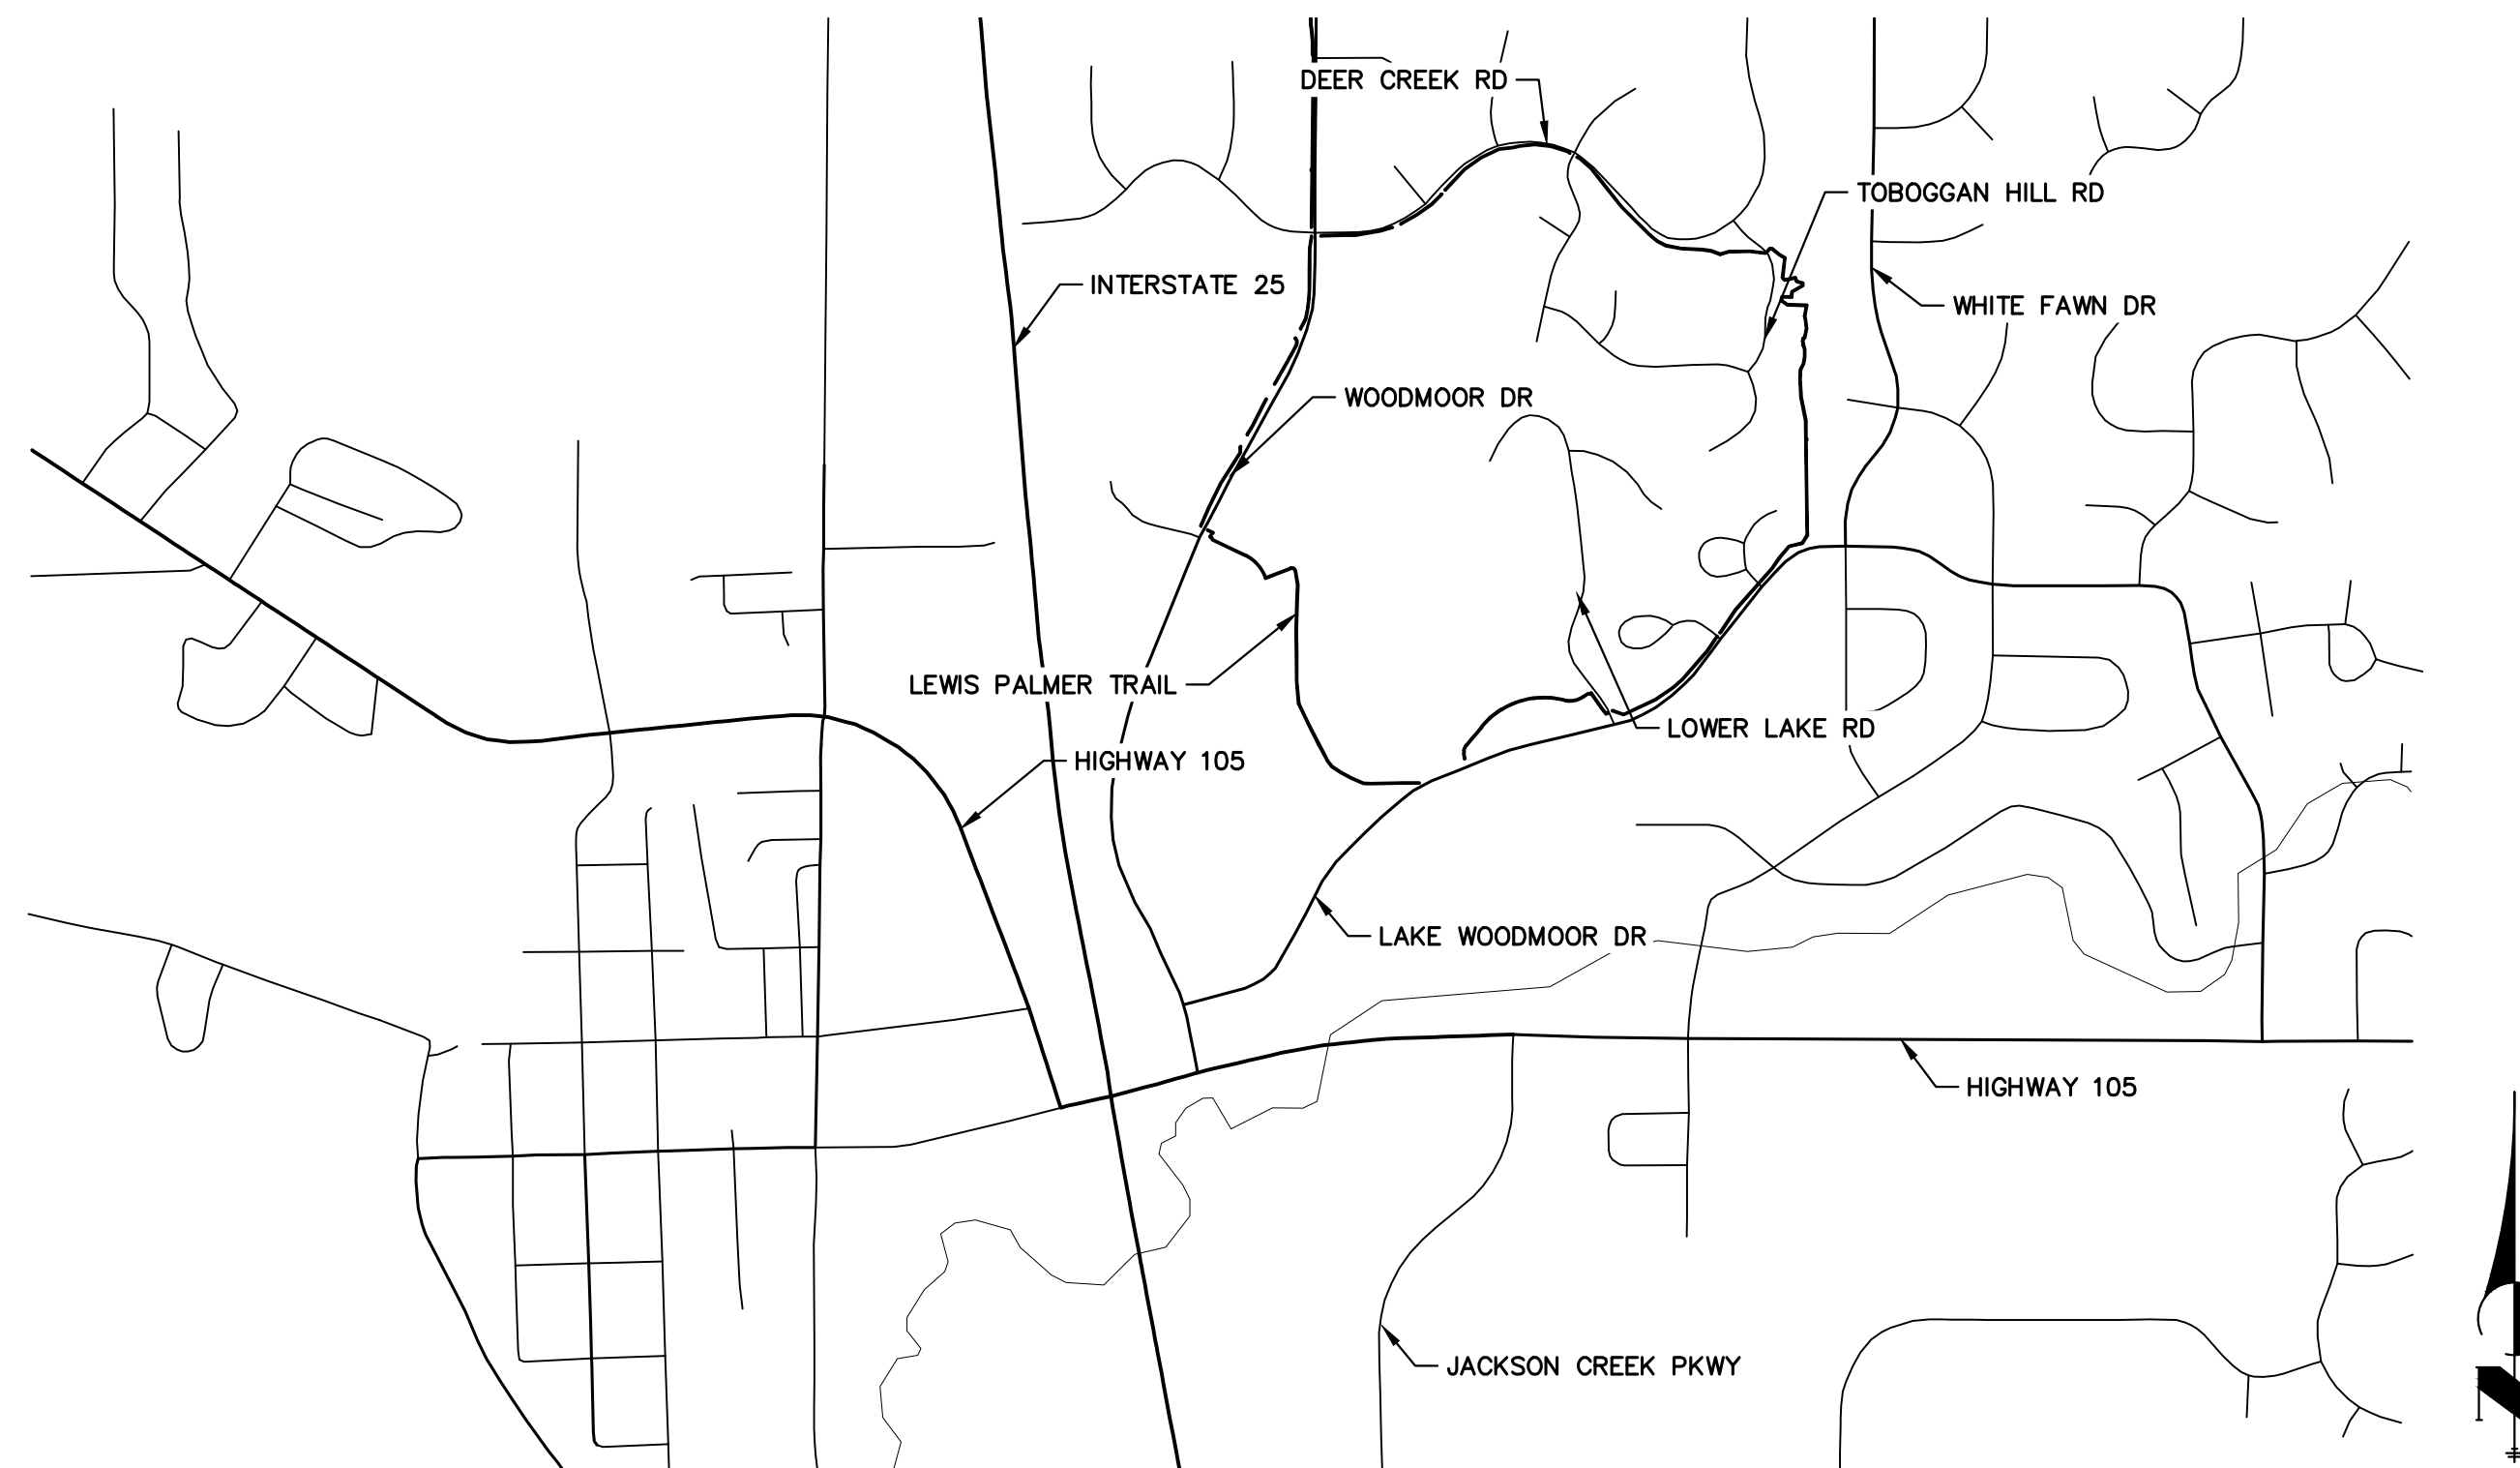 DEER CREEK RD
TOBOGGAN HILL RD
INTERSTATE 25
WHITE FAWN DR
WOODMOOR DR
LEWIS PALMER TRAIL
LOWER LAKE RD
HIGHWAY 105
LAKE WOODMOOR DR
HIGHWAY 105
JACKSON CREEK PKWY
N